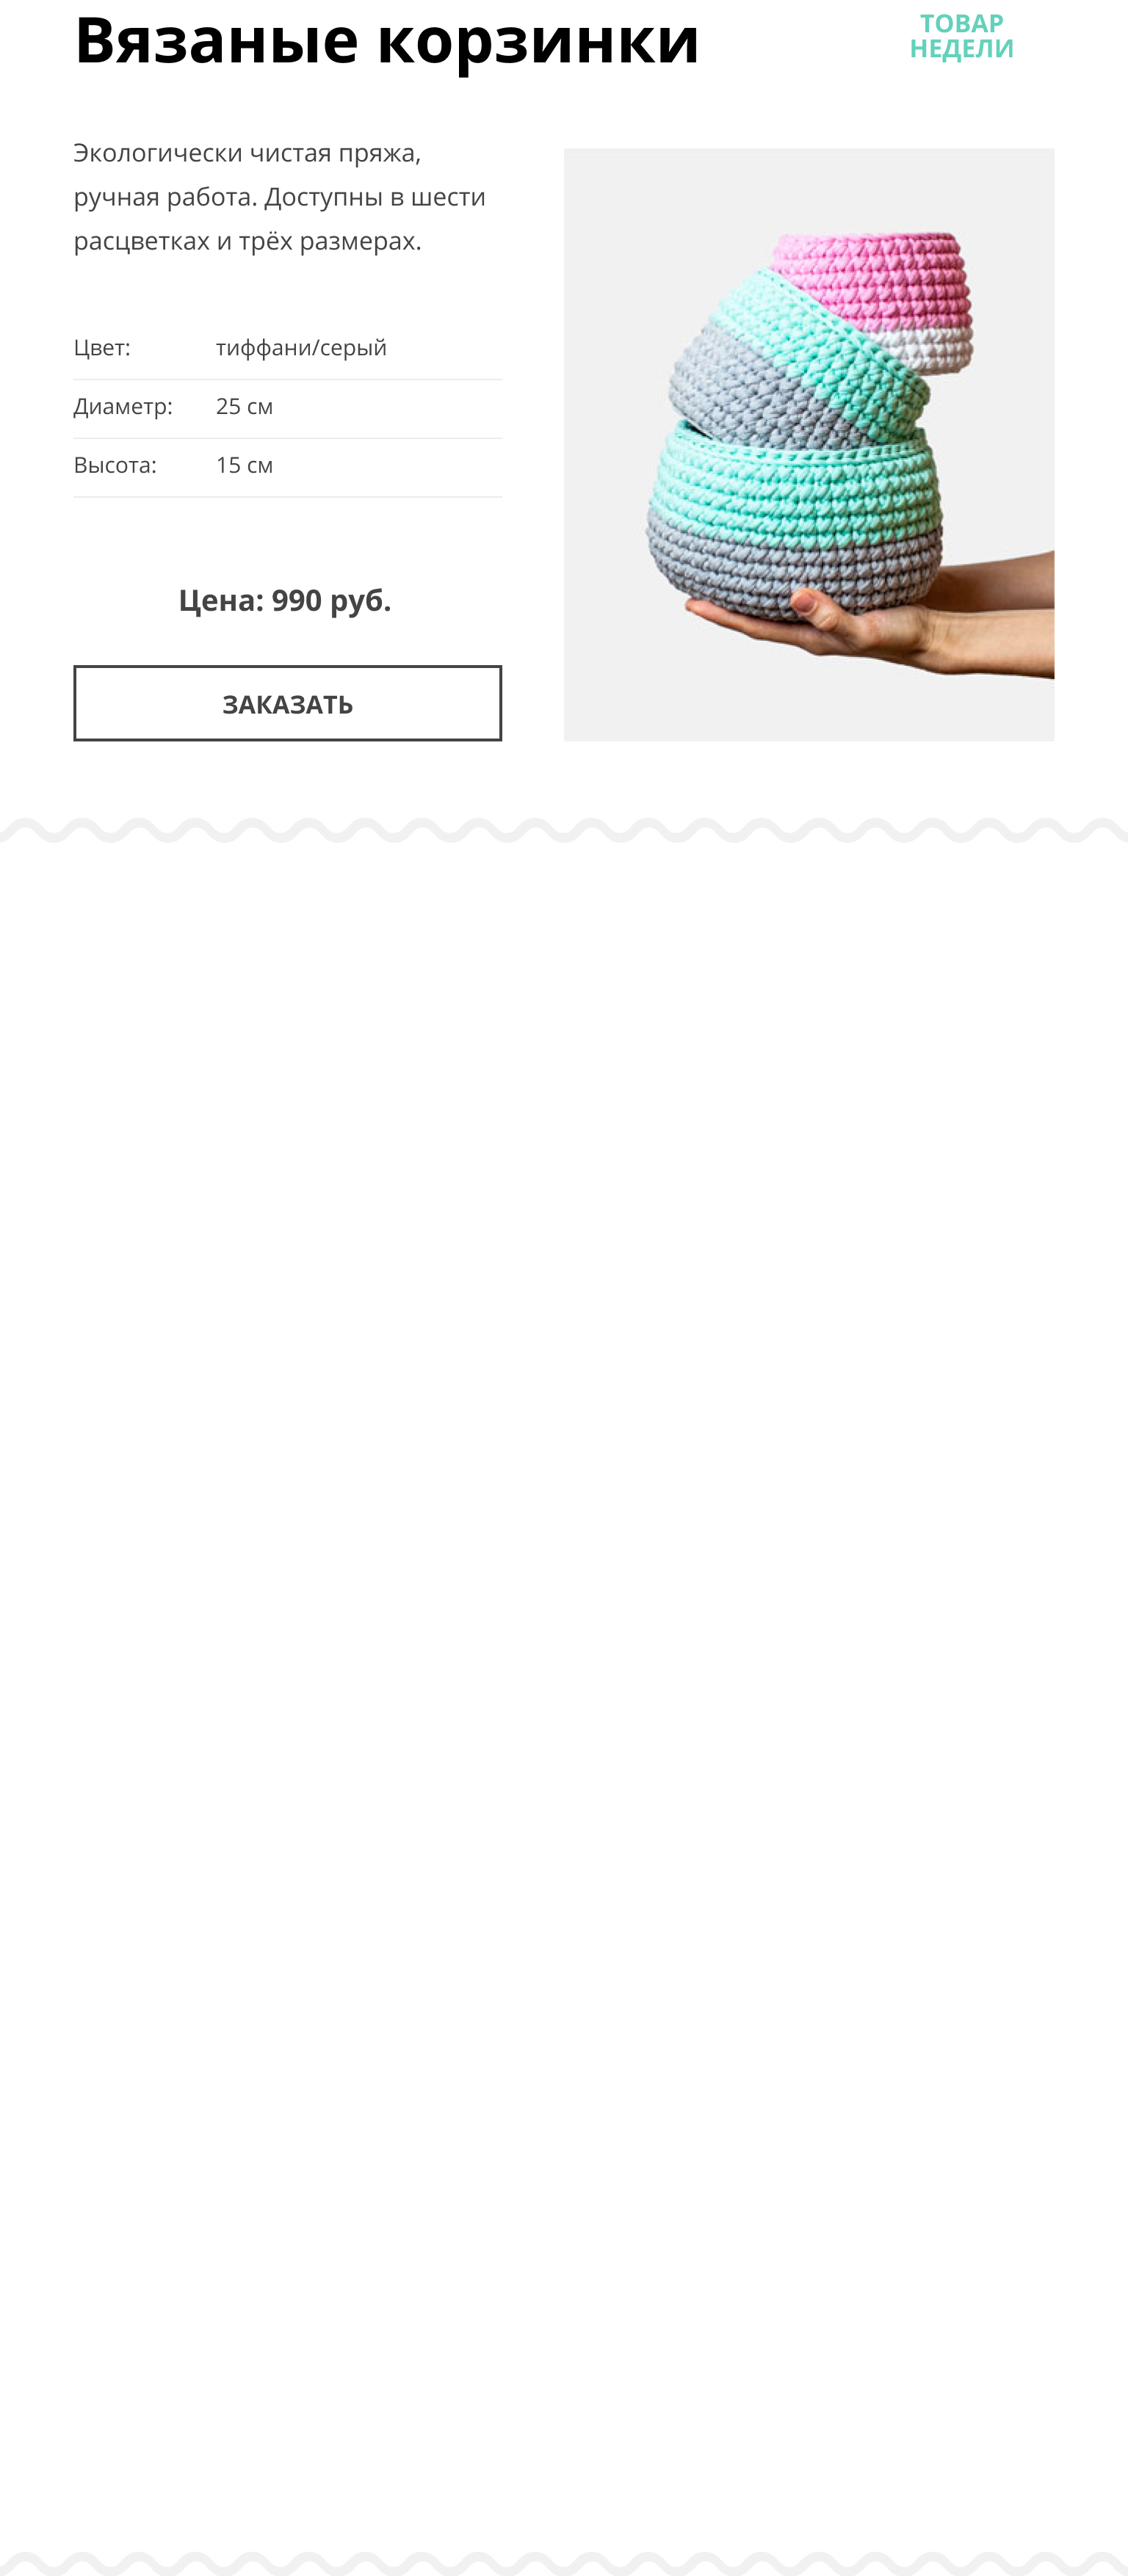 Вязаные корзинки
ТОВАР
НЕДЕЛИ
Экологически чистая пряжа,
ручная работа. Доступны в шести
расцветках и трёх размерах.
Цвет: тиффани/серый
Диаметр: 25 см
Высота: 15 см
Цена: 990 руб.
ЗАКАЗАТЬ